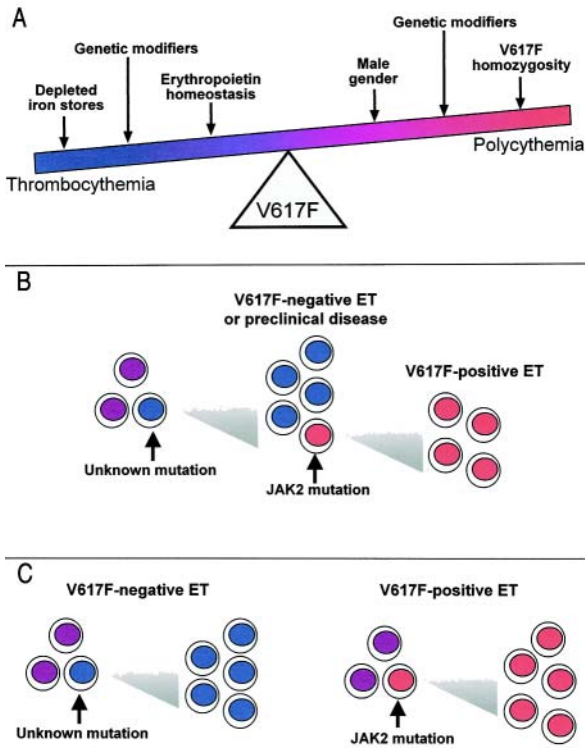 A
Genetic modifiers
Genetic modifiers
V617F
homozygosity
Depleted
iron stores
Erythropoietin
homeostasis
Male
gender
Thrombocythemia
Polycythemia
V617F
B
V617F-negative ET
or preclinical disease
V617F-positive ET
Unknown mutation
JAK2 mutation
C
V617F-negative ET
V617F-positive ET
Unknown mutation
JAK2 mutation